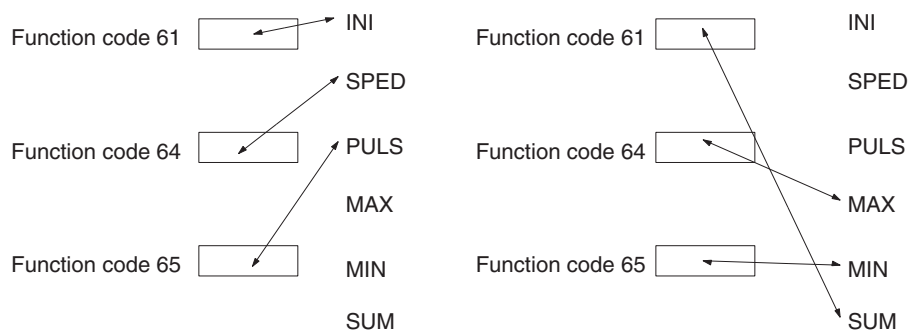 INI
Function code 61
SPED
Function code 64
PULS
MAX
Function code 65
MIN
SUM
INI
Function code 61
SPED
Function code 64
PULS
MAX
Function code 65
MIN
SUM